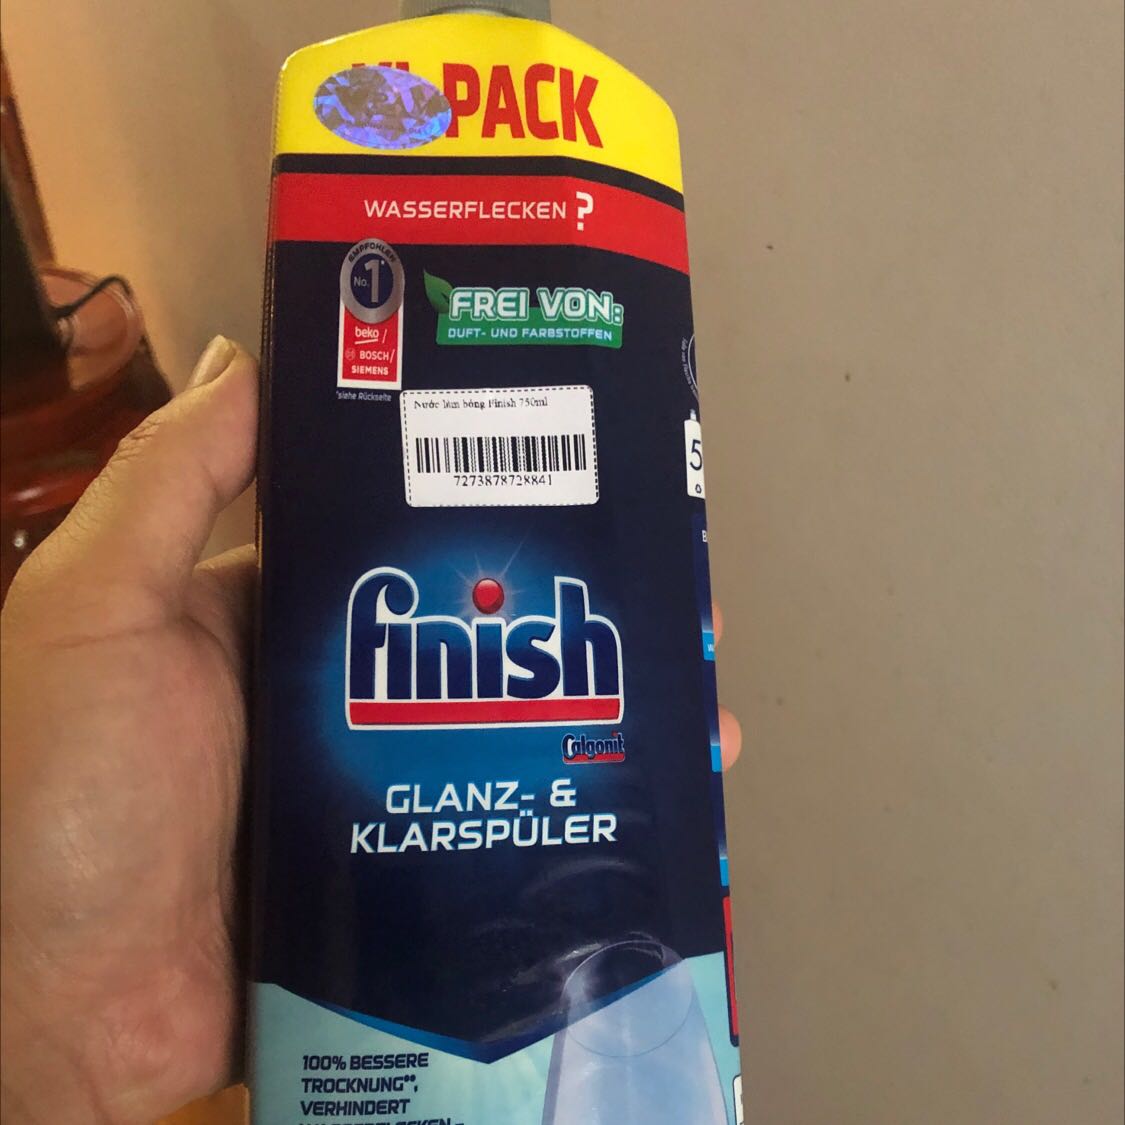 PACK
WASSERFLECKEN?
EMPFOHLEN
No. 1*
beko /
BOSCH /
SIEMENS
*siehe Rückseite
FREI VON:
DUFT- UND FARBSTOFFEN
Nước làm bóng Finish 750ml
7273878728841
5
finish
Calgonit
GLANZ- &
KLARSPÜLER
100% BESSERE
TROCKNUNG**,
VERHINDERT